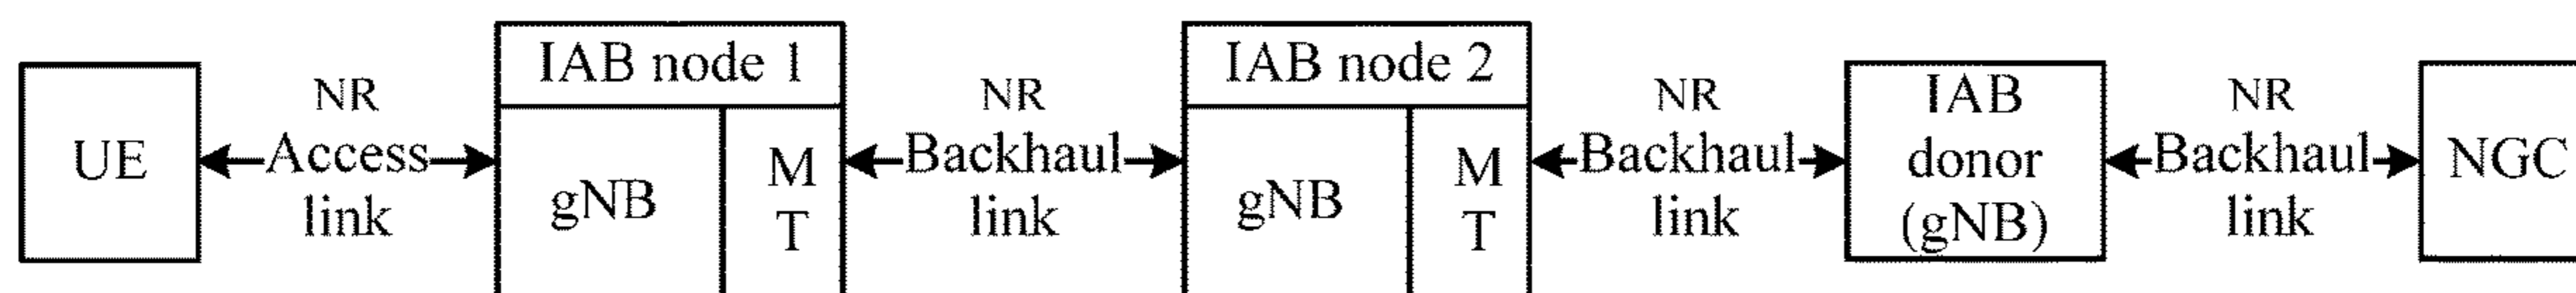 UE
NR
Access
link
IAB node 1
gNB
M
T
NR
Backhaul
link
IAB node 2
gNB
M
T
NR
Backhaul
link
IAB
donor
(gNB)
NR
Backhaul
link
NGC